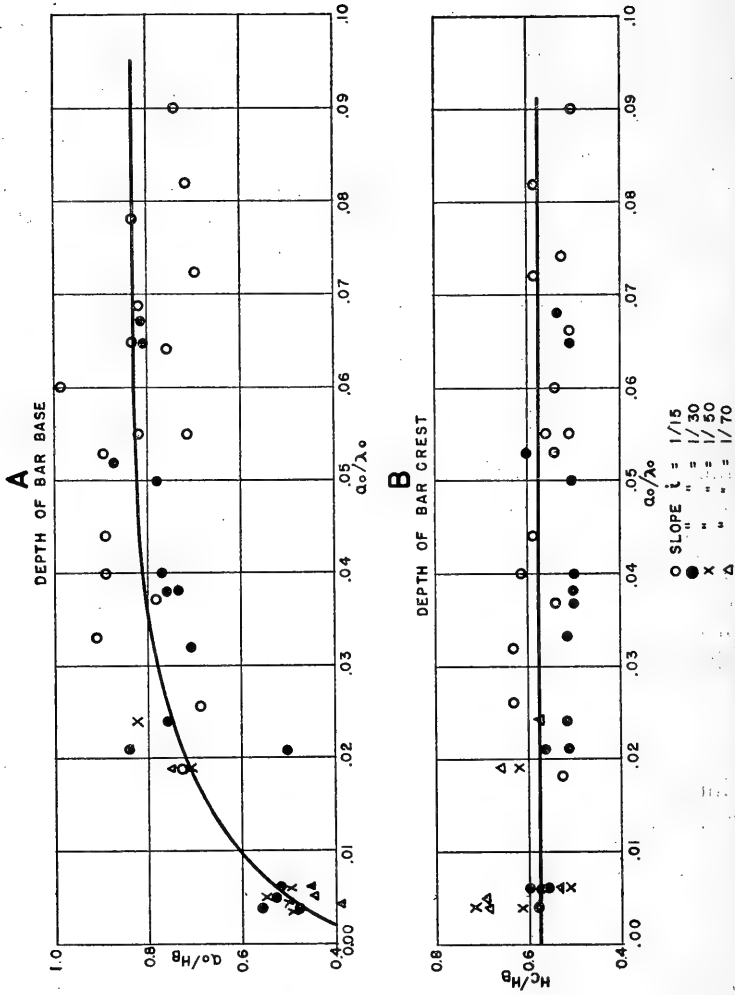 A
DEPTH OF BAR BASE
1.0
0.8
0.6
0.4
a₀/H_B
0.0
.01
.02
.03
.04
.05
.06
.07
.08
.09
.10
a₀/λ₀
B
DEPTH OF BAR CREST
0.8
0.6
0.4
H_C/H_B
.00
.01
.02
.03
.04
.05
.06
.07
.08
.09
.10
a₀/λ₀
O SLOPE i = 1/15
● " " = 1/30
X " " = 1/50
Δ " " = 1/70